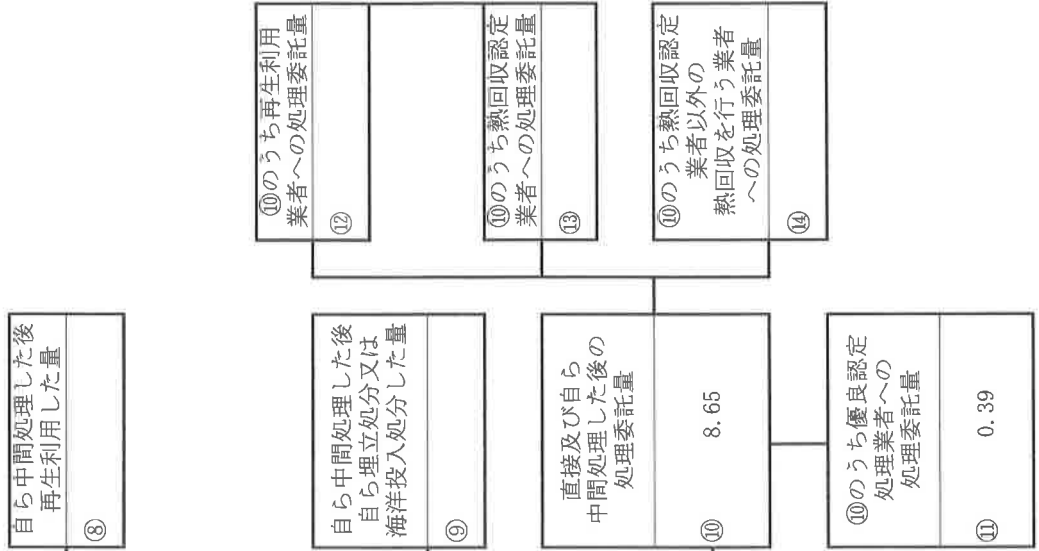 自ら中間処理した後
再生利用した量
⑧
自ら中間処理した後
自ら埋立処分又は
海洋投入処分した量
⑨
直接及び自ら
中間処理した後の
処理委託量
⑩
8.65
⑩のうち優良認定
処理業者への
処理委託量
⑪
0.39
⑩のうち再生利用
業者への処理委託量
⑫
⑩のうち熱回収認定
業者への処理委託量
⑬
⑩のうち熱回収認定
業者以外の
熱回収を行う業者
への処理委託量
⑭